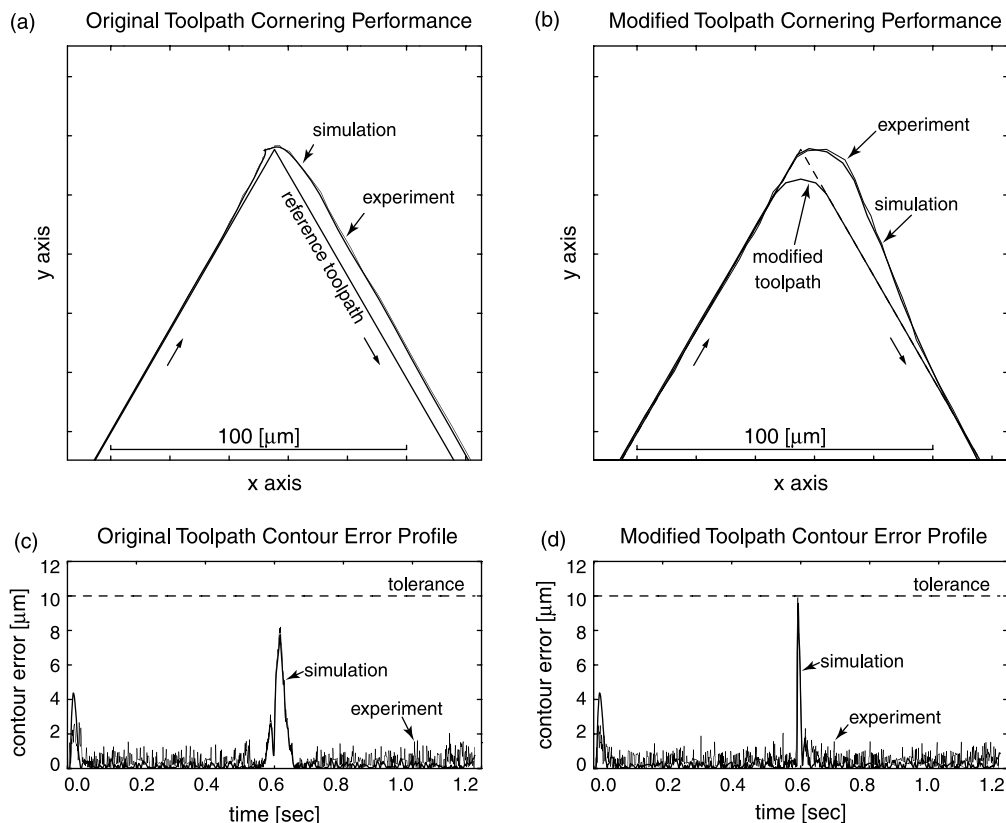 (a) Original Toolpath Cornering Performance
simulation
experiment
reference toolpath
y axis
100 [μm]
x axis
(b) Modified Toolpath Cornering Performance
experiment
simulation
modified
toolpath
y axis
100 [μm]
x axis
(c) Original Toolpath Contour Error Profile
12
10
8
6
4
2
0
contour error [μm]
tolerance
simulation
experiment
0.0 0.2 0.4 0.6 0.8 1.0 1.2
time [sec]
(d) Modified Toolpath Contour Error Profile
12
10
8
6
4
2
0
contour error [μm]
tolerance
simulation
experiment
0.0 0.2 0.4 0.6 0.8 1.0 1.2
time [sec]